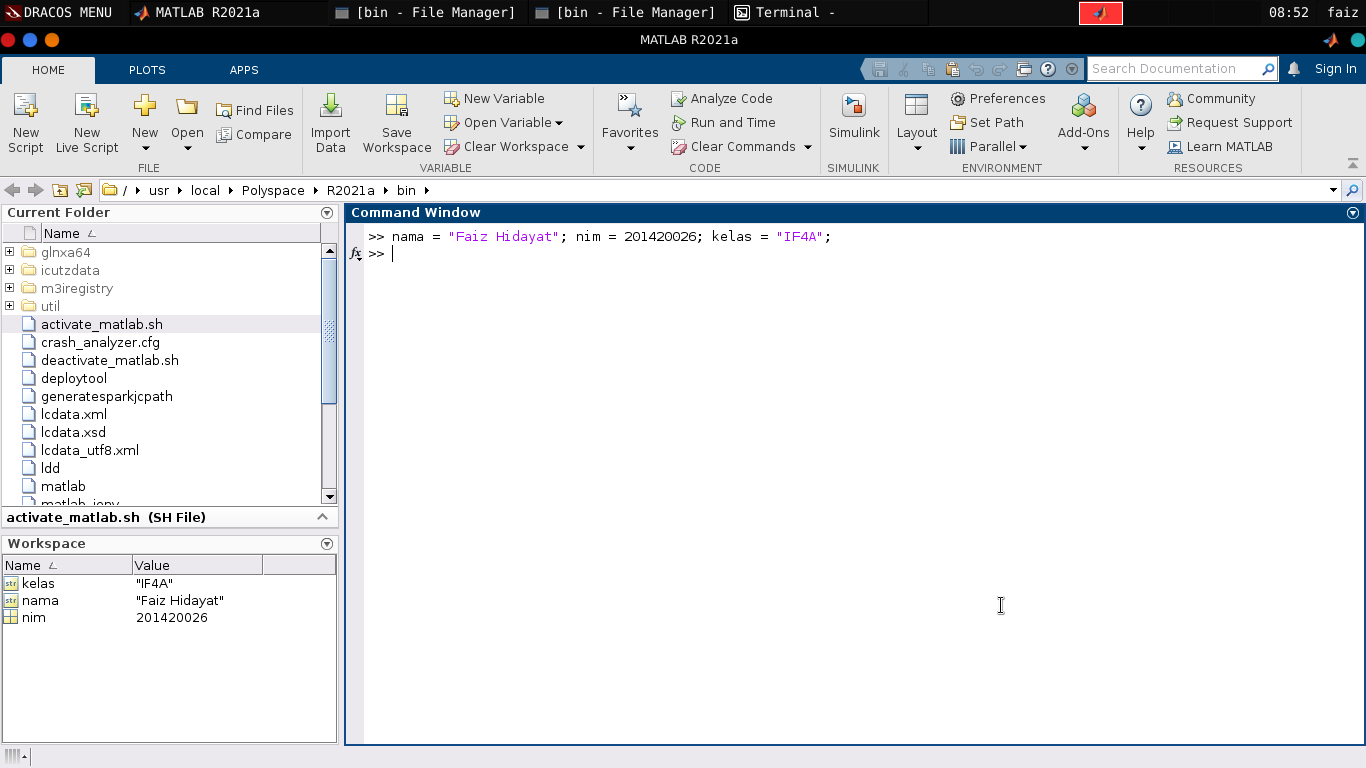 DRACOS MENU MATLAB R2021a [bin - File Manager] [bin - File Manager] Terminal - 08:52 faiz
MATLAB R2021a
HOME PLOTS APPS Search Documentation Sign In
New Script
New Live Script
New
Open
Find Files
Compare
FILE
Import Data
Save Workspace
New Variable
Open Variable
Clear Workspace
VARIABLE
Favorites
Analyze Code
Run and Time
Clear Commands
CODE
Simulink
SIMULINK
Layout
Preferences
Set Path
Parallel
Add-Ons
ENVIRONMENT
Help
Community
Request Support
Learn MATLAB
RESOURCES
/ usr local Polyspace R2021a bin
Current Folder
Name
glnxa64
icutzdata
m3iregistry
util
activate_matlab.sh
crash_analyzer.cfg
deactivate_matlab.sh
deploytool
generatesparkjcpath
lcdata.xml
lcdata.xsd
lcdata_utf8.xml
ldd
matlab
activate_matlab.sh (SH File)
Workspace
Name Value
kelas "IF4A"
nama "Faiz Hidayat"
nim 201420026
Command Window
>> nama = "Faiz Hidayat"; nim = 201420026; kelas = "IF4A";
fx >>